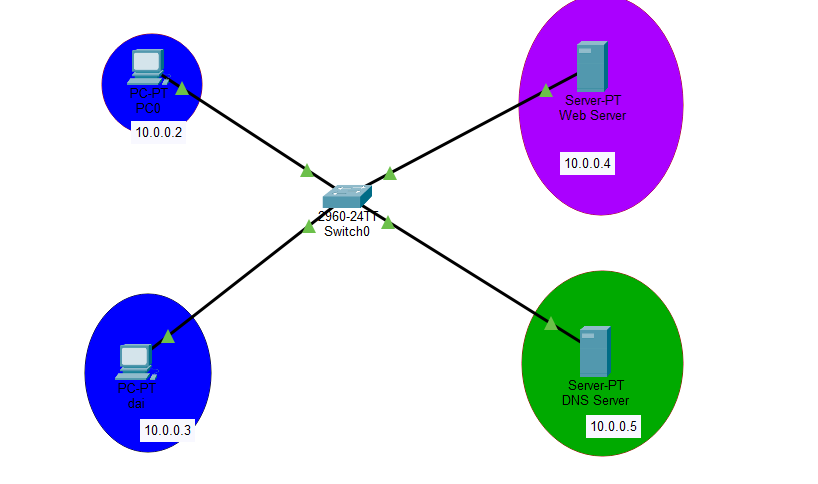 PC-PT
PC0
10.0.0.2
Server-PT
Web Server
10.0.0.4
2960-24TT
Switch0
PC-PT
dai
10.0.0.3
Server-PT
DNS Server
10.0.0.5